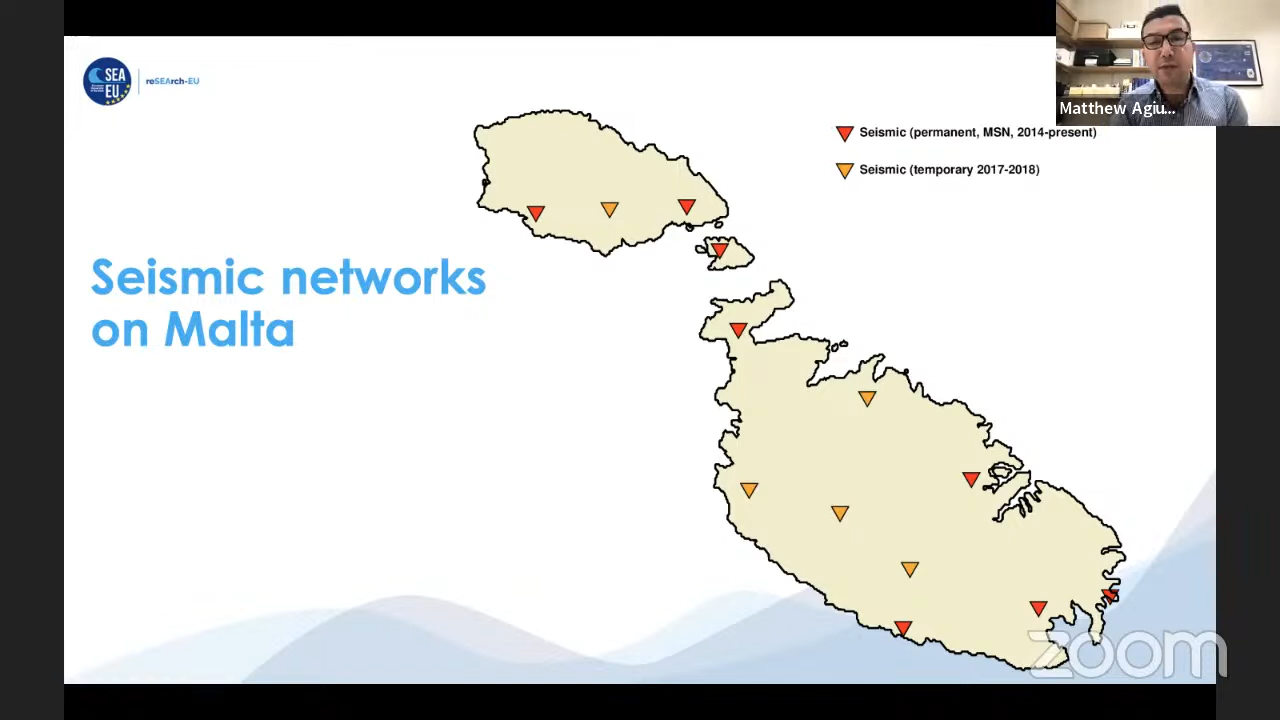 SEA
EU
reSEArch-EU
Matthew Agiu...
Seismic (permanent, MSN, 2014-present)
Seismic (temporary 2017-2018)
Seismic networks
on Malta
zoom